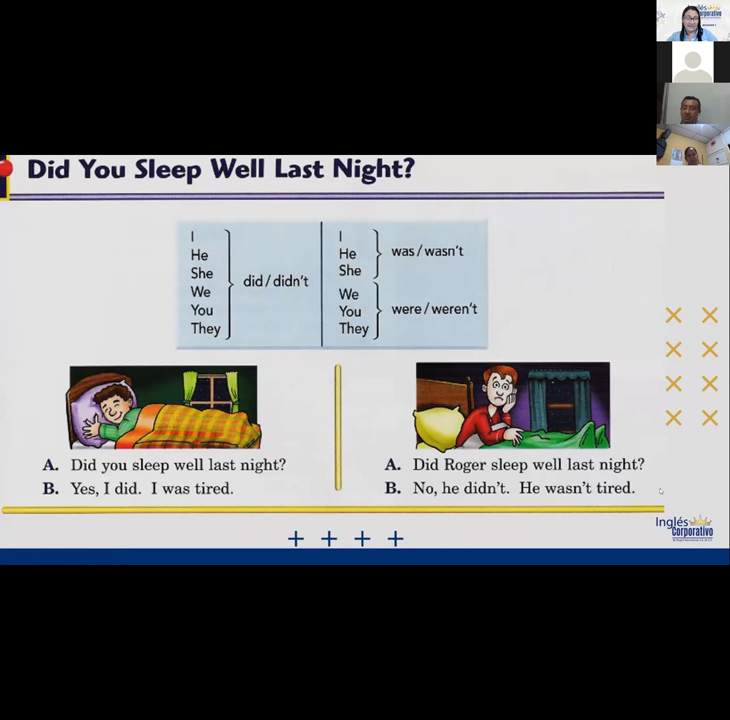 Did You Sleep Well Last Night?
I
He
She
We
You
They
did / didn't
I
He
She
was / wasn't
We
You
They
were / weren't
A. Did you sleep well last night?
B. Yes, I did. I was tired.
A. Did Roger sleep well last night?
B. No, he didn't. He wasn't tired.
Inglés
Corporativo